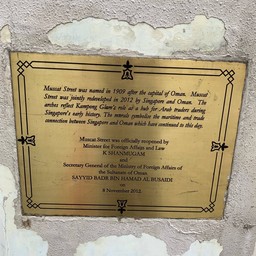 Muscat Street was named in 1909 after the capital of Oman. Muscat
Street was jointly redeveloped in 2012 by Singapore and Oman. The
arches reflect Kampong Glam's role as a hub for Arab traders during
Singapore's early history. The murals symbolise the maritime and trade
connection between Singapore and Oman which have continued to this day.
Muscat Street was officially reopened by
Minister for Foreign Affairs and Law
K SHANMUGAM
and
Secretary General of the Ministry of Foreign Affairs of
the Sultanate of Oman
SAYYID BADR BIN HAMAD AL BUSAIDI
on
8 November 2012